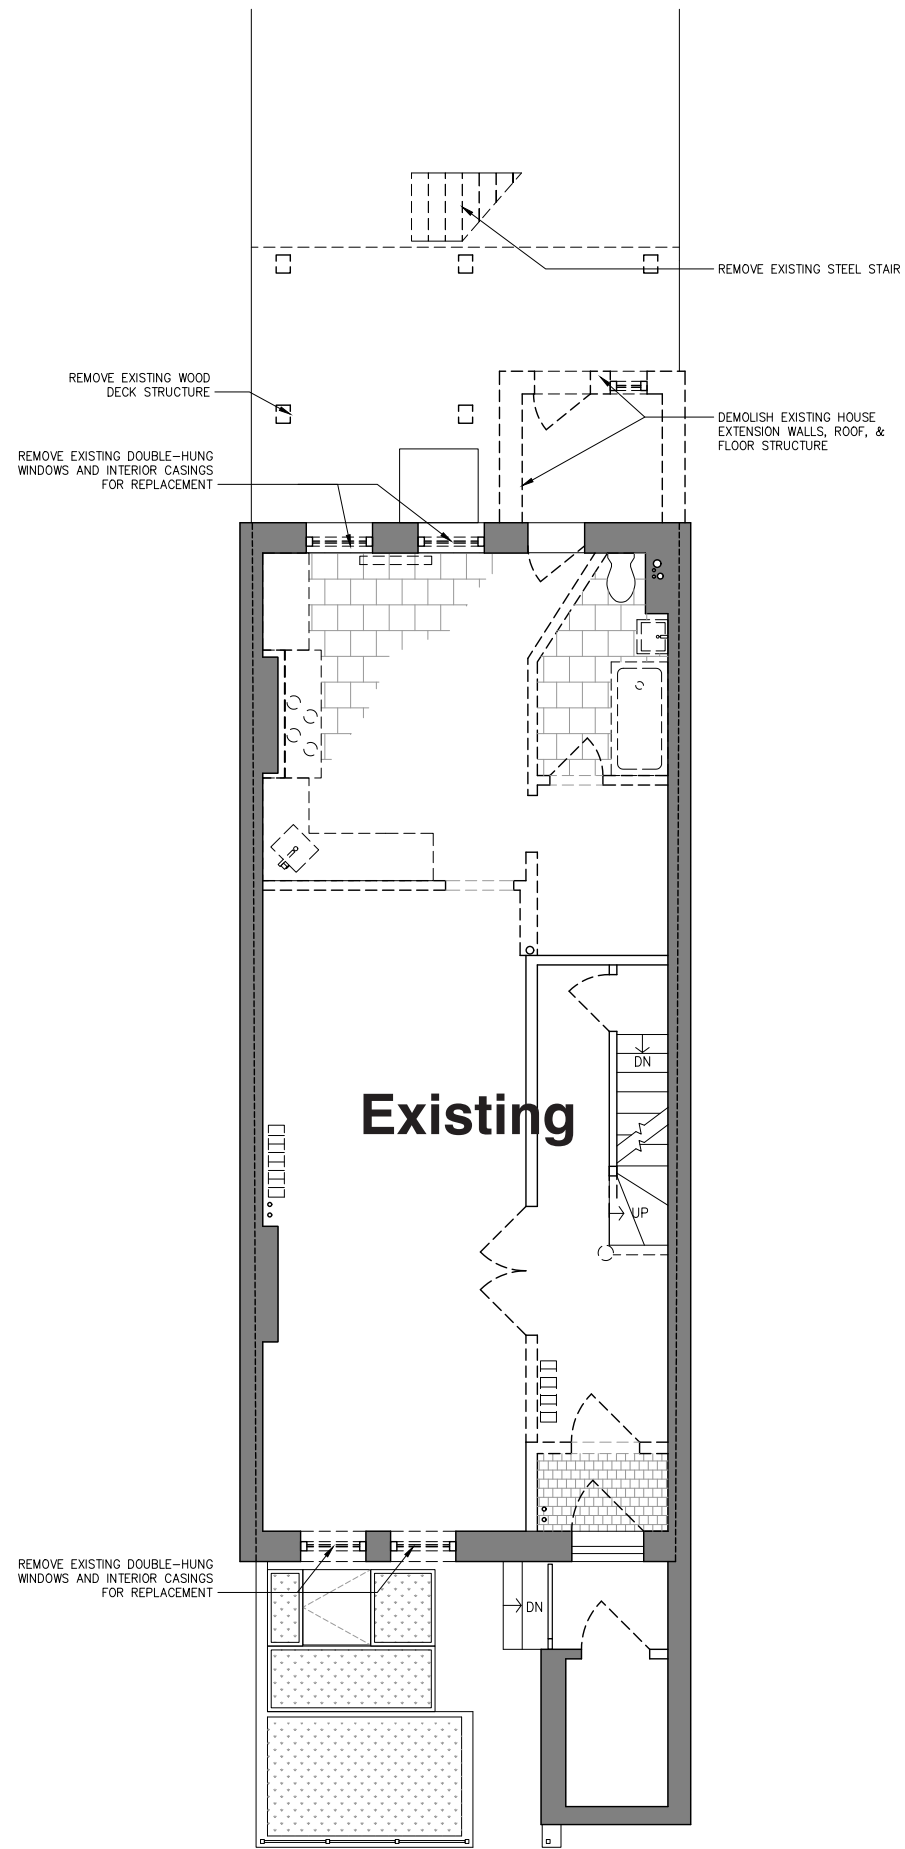 REMOVE EXISTING STEEL STAIR
REMOVE EXISTING WOOD
DECK STRUCTURE
DEMOLISH EXISTING HOUSE
EXTENSION WALLS, ROOF, &
FLOOR STRUCTURE
REMOVE EXISTING DOUBLE-HUNG
WINDOWS AND INTERIOR CASINGS
FOR REPLACEMENT
DN
Existing
UP
REMOVE EXISTING DOUBLE-HUNG
WINDOWS AND INTERIOR CASINGS
FOR REPLACEMENT
DN